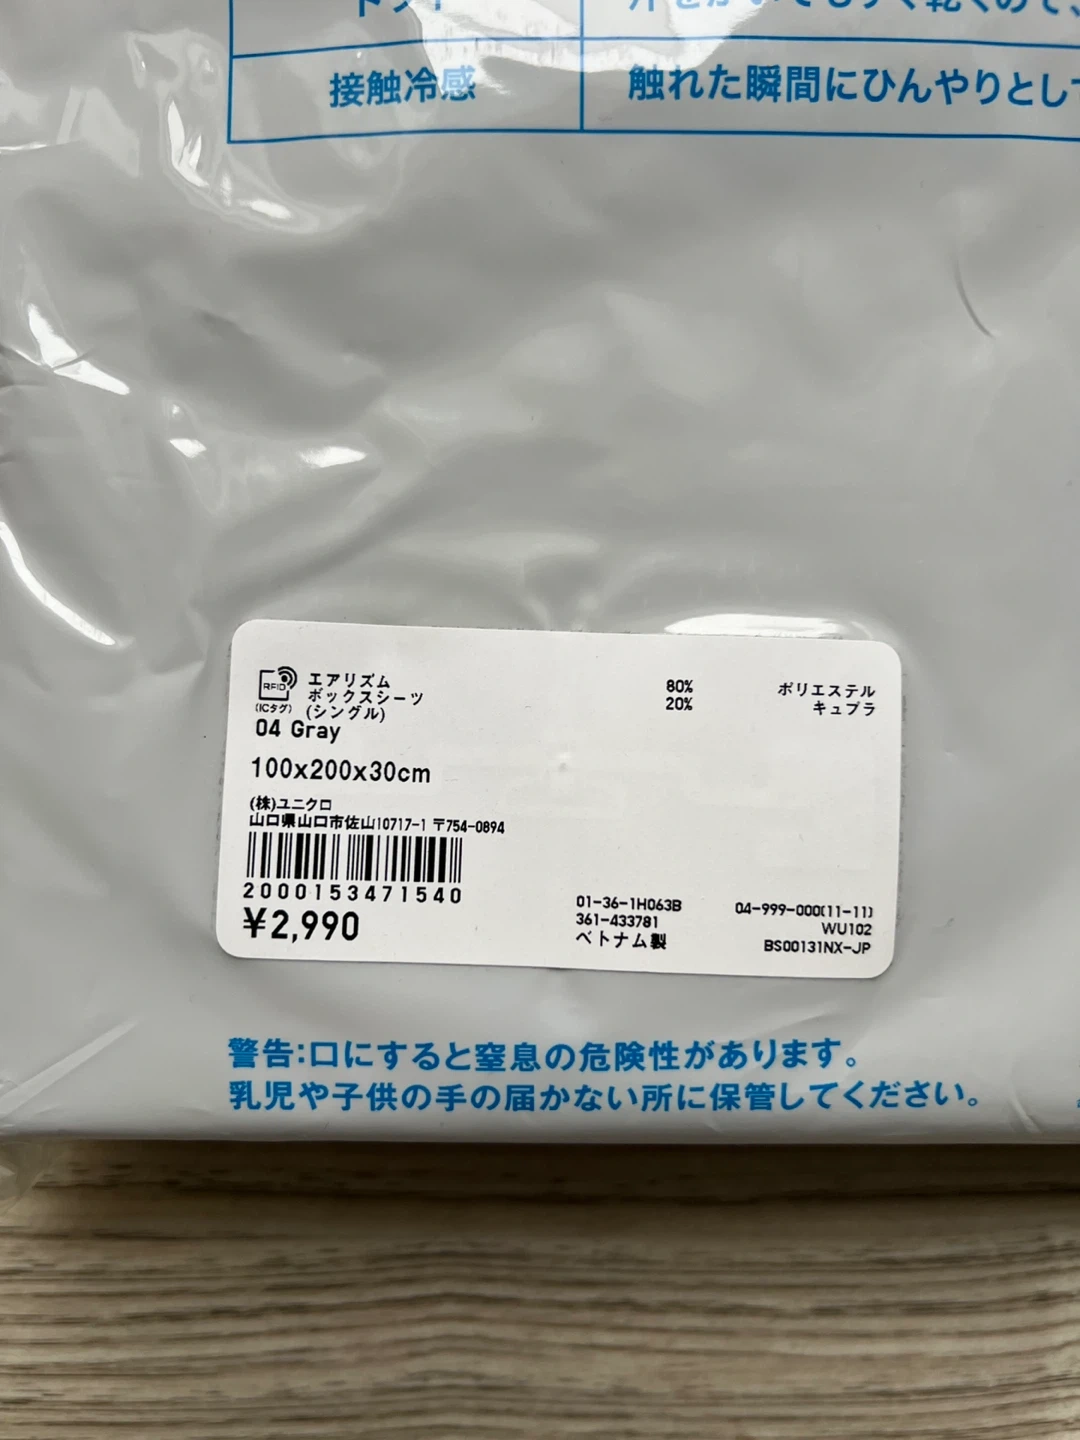 接触冷感
触れた瞬間にひんやりとして
RFID
(ICタグ)
エアリズム
ボックスシーツ
(シングル)
04 Gray
100x200x30cm
80% ポリエステル
20% キュプラ
(株)ユニクロ
山口県山口市佐山10717-1 〒754-0894
2000153471540
¥2,990
01-36-1H063B
361-433781
ベトナム製
04-999-000(11-11)
WU102
BS00131NX-JP
警告:口にすると窒息の危険性があります。
乳児や子供の手の届かない所に保管してください。